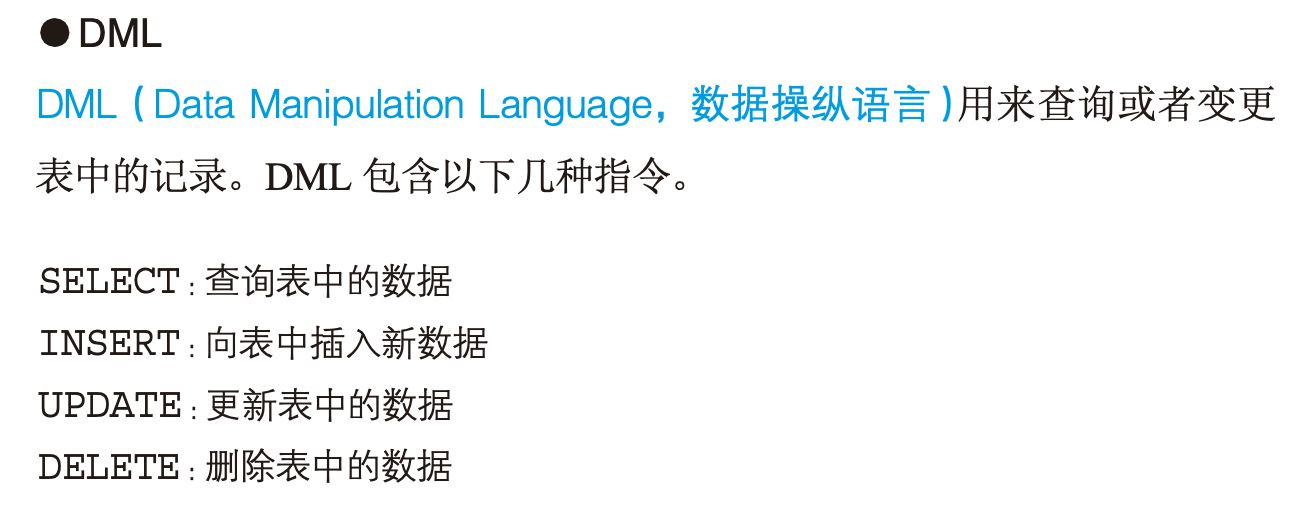 ● DML
DML（Data Manipulation Language，数据操纵语言）用来查询或者变更
表中的记录。DML 包含以下几种指令。
SELECT：查询表中的数据
INSERT：向表中插入新数据
UPDATE：更新表中的数据
DELETE：删除表中的数据